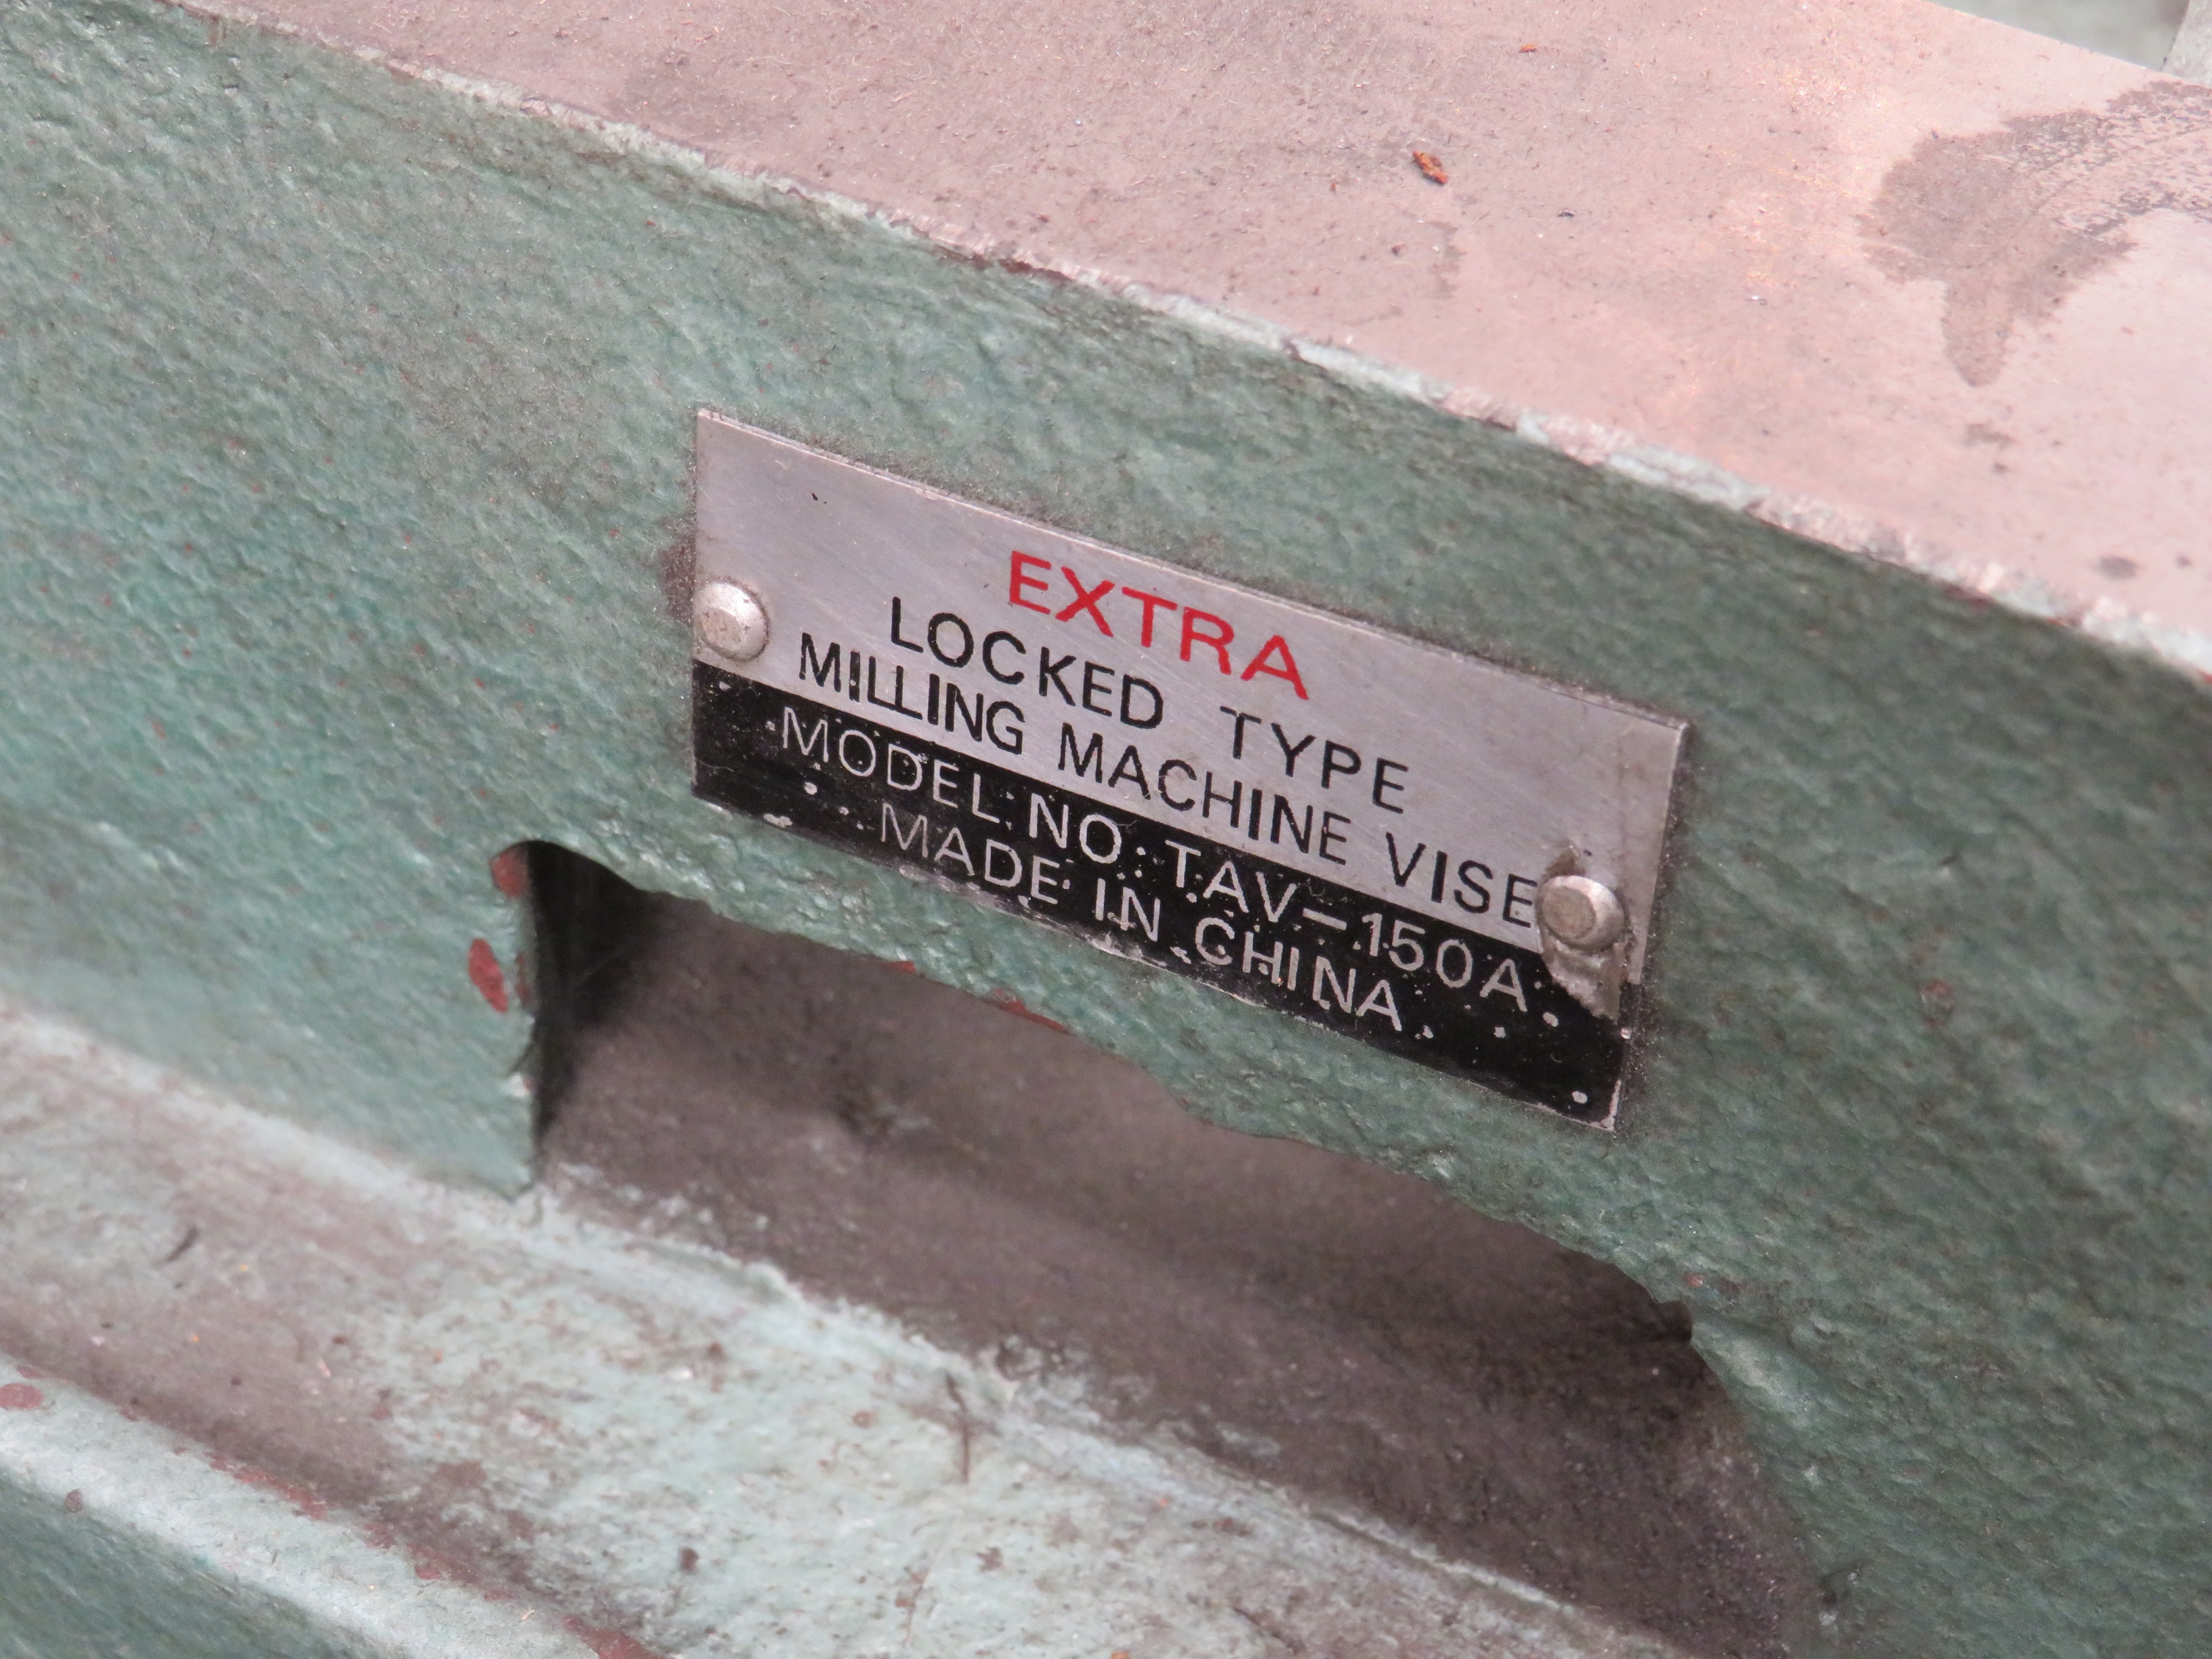 EXTRA
LOCKED TYPE
MILLING MACHINE VISE
MODEL NO TAV-150A
MADE IN CHINA